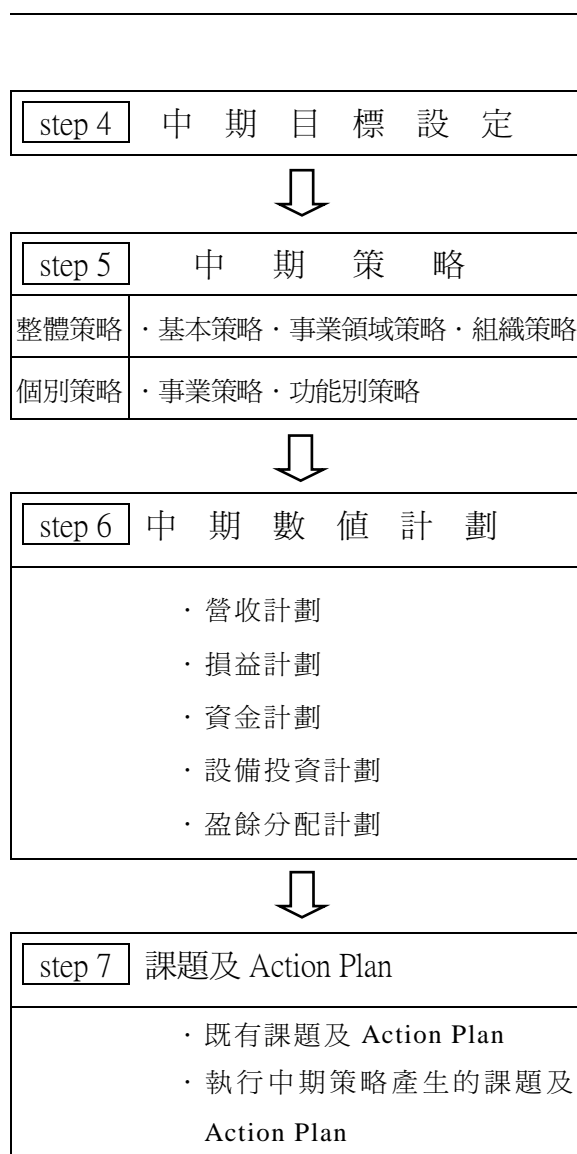 step 4 中期目標設定
step 5 中期策略
整體策略 ·基本策略·事業領域策略·組織策略
個別策略 ·事業策略·功能別策略
step 6 中期數值計劃
·營收計劃
·損益計劃
·資金計劃
·設備投資計劃
·盈餘分配計劃
step 7 課題及 Action Plan
·既有課題及 Action Plan
·執行中期策略產生的課題及
Action Plan